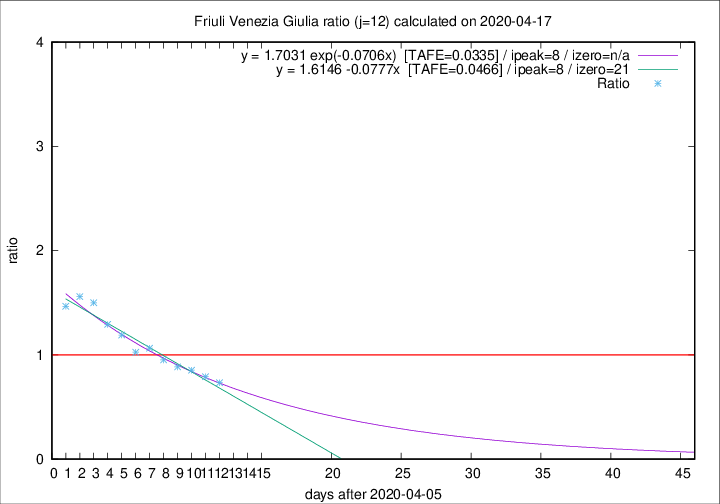 Friuli Venezia Giulia ratio (j=12) calculated on 2020-04-17
y = 1.7031 exp(-0.0706x) [TAFE=0.0335] / ipeak=8 / izero=n/a
y = 1.6146 -0.0777x [TAFE=0.0466] / ipeak=8 / izero=21
Ratio
4
3
2
1
0
ratio
0 1 2 3 4 5 6 7 8 9 10 11 12 13 14 15 20 25 30 35 40 45
days after 2020-04-05